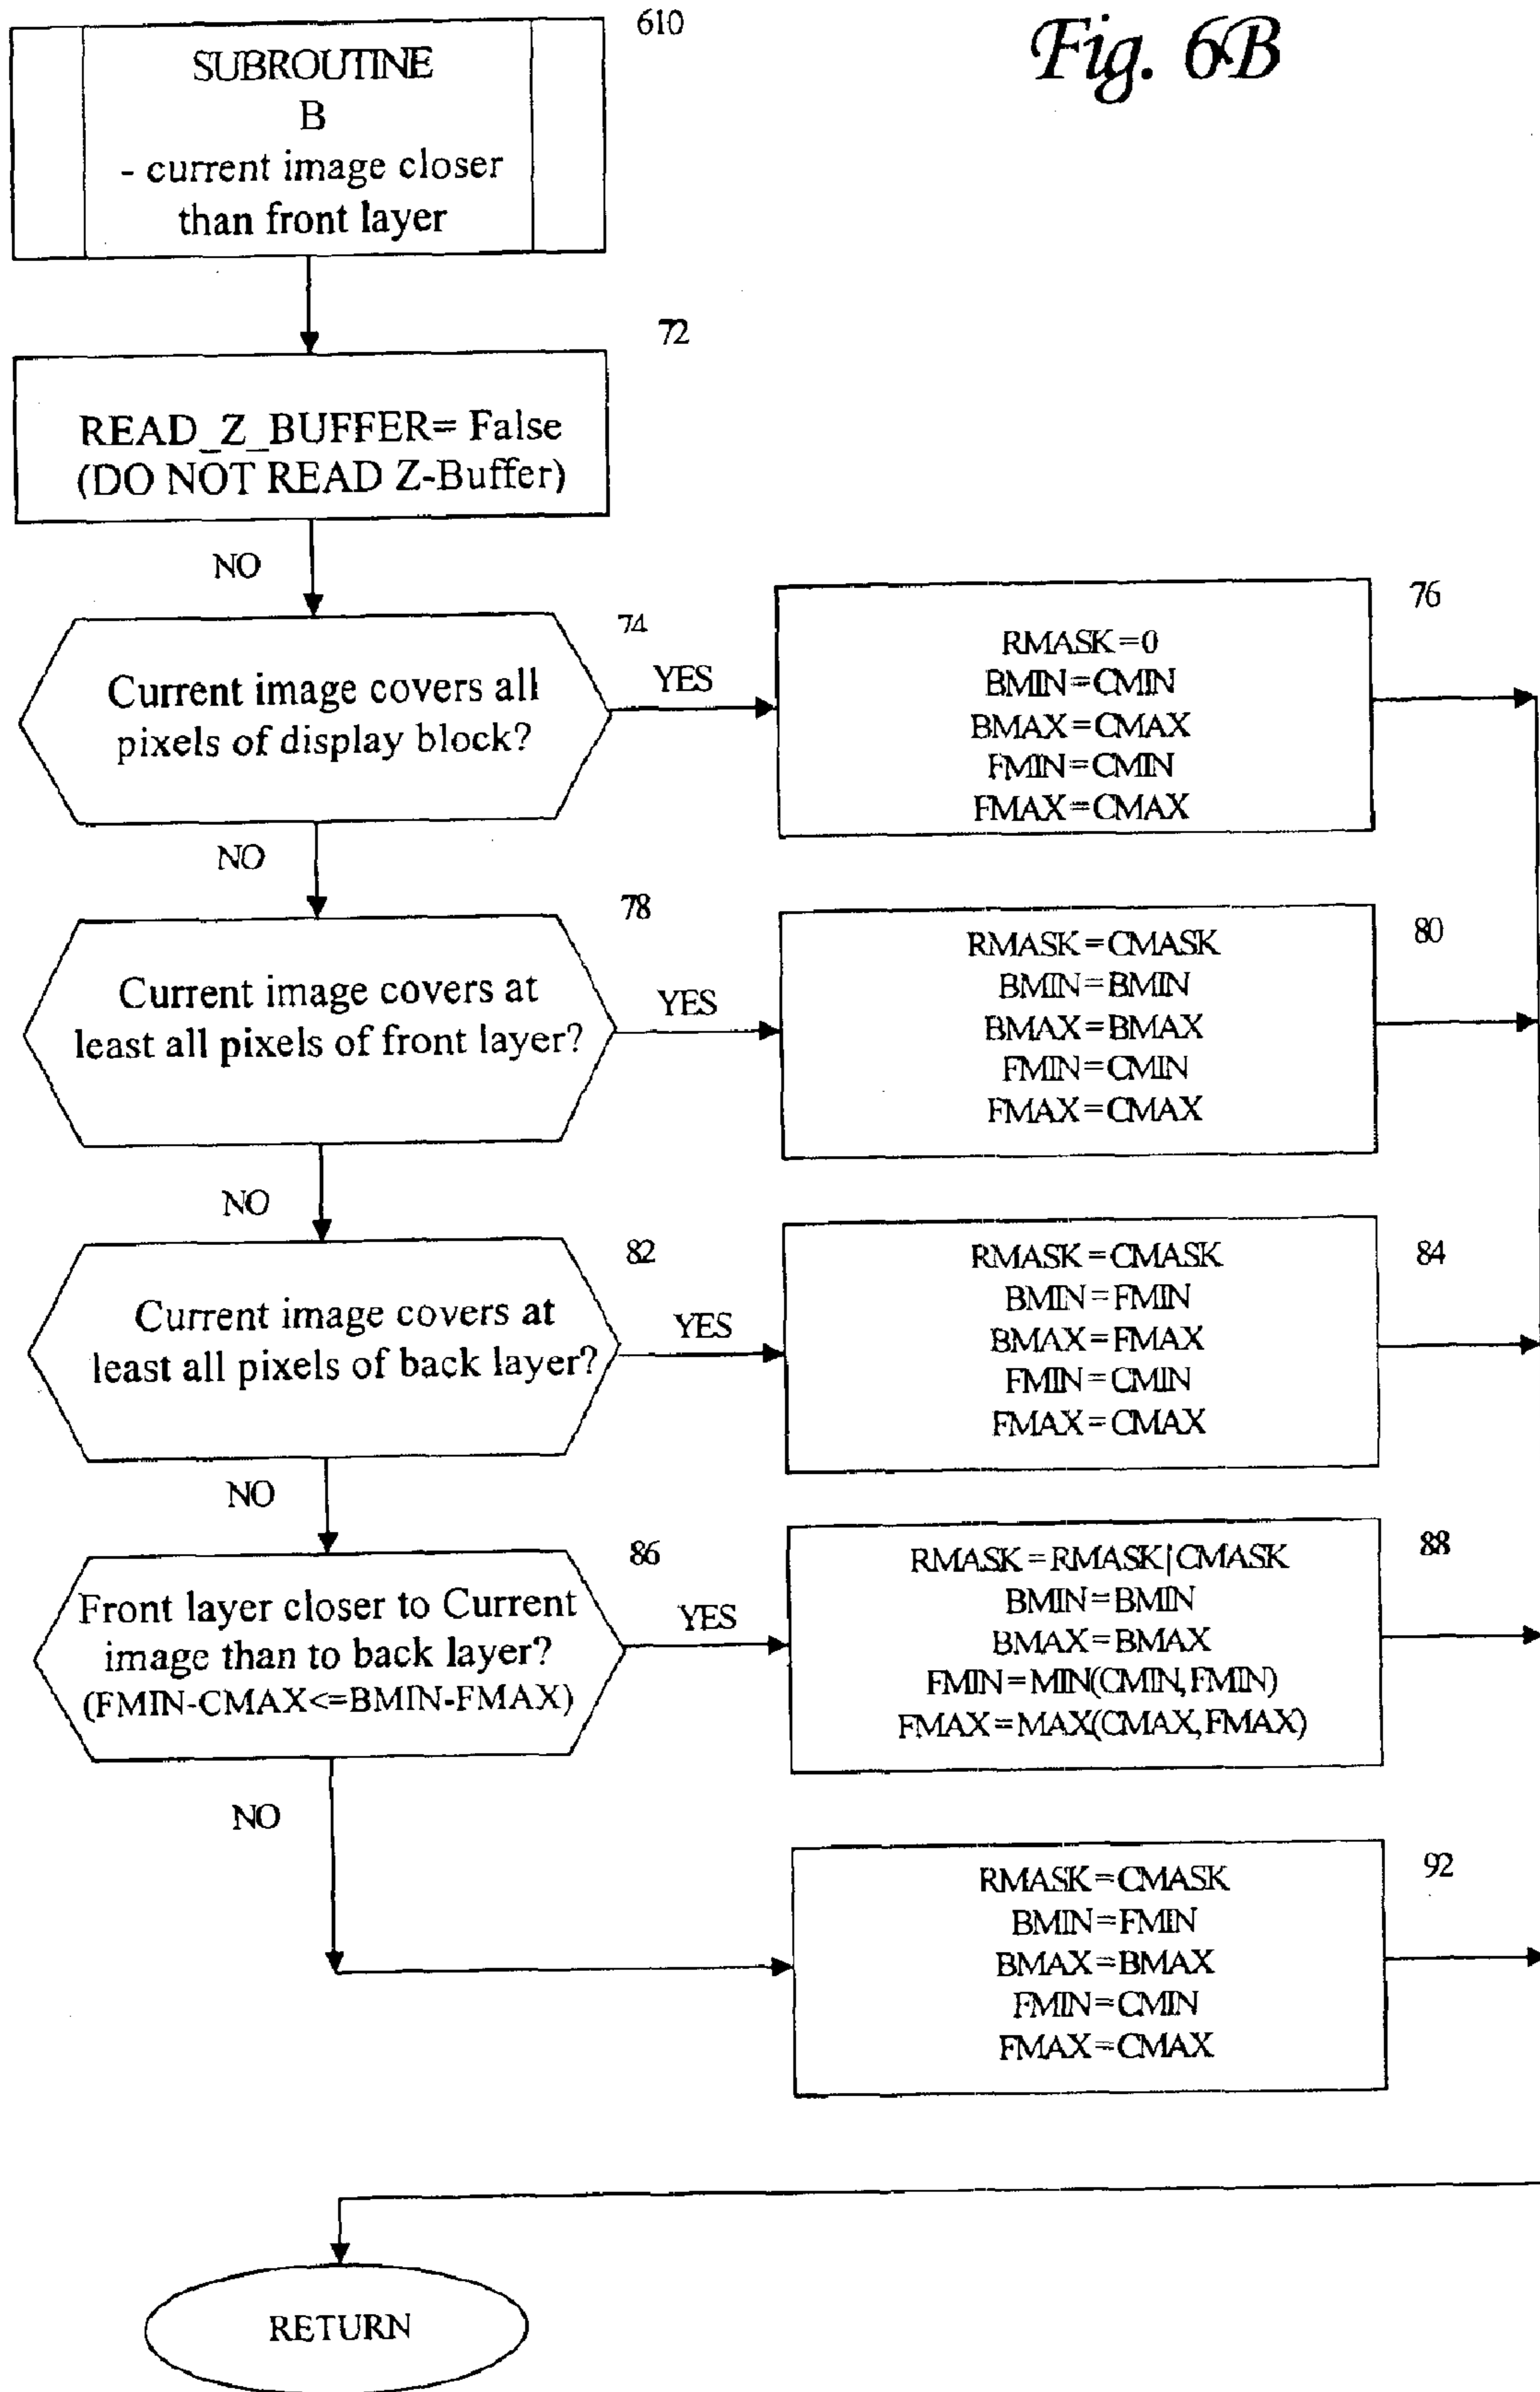 610
Fig. 6B
SUBROUTINE
B
- current image closer
than front layer
72
READ_Z_BUFFER= False
(DO NOT READ Z-Buffer)
NO
74
Current image covers all
pixels of display block?
YES
76
RMASK=0
BMIN=CMIN
BMAX=CMAX
FMIN=CMIN
FMAX=CMAX
NO
78
Current image covers at
least all pixels of front layer?
YES
80
RMASK=CMASK
BMIN=BMIN
BMAX=BMAX
FMIN=CMIN
FMAX=CMAX
NO
82
Current image covers at
least all pixels of back layer?
YES
84
RMASK=CMASK
BMIN=FMIN
BMAX=FMAX
FMIN=CMIN
FMAX=CMAX
NO
86
Front layer closer to Current
image than to back layer?
(FMIN-CMAX<=BMIN-FMAX)
YES
88
RMASK=RMASK|CMASK
BMIN=BMIN
BMAX=BMAX
FMIN=MIN(CMIN,FMIN)
FMAX=MAX(CMAX,FMAX)
NO
92
RMASK=CMASK
BMIN=FMIN
BMAX=BMAX
FMIN=CMIN
FMAX=CMAX
RETURN